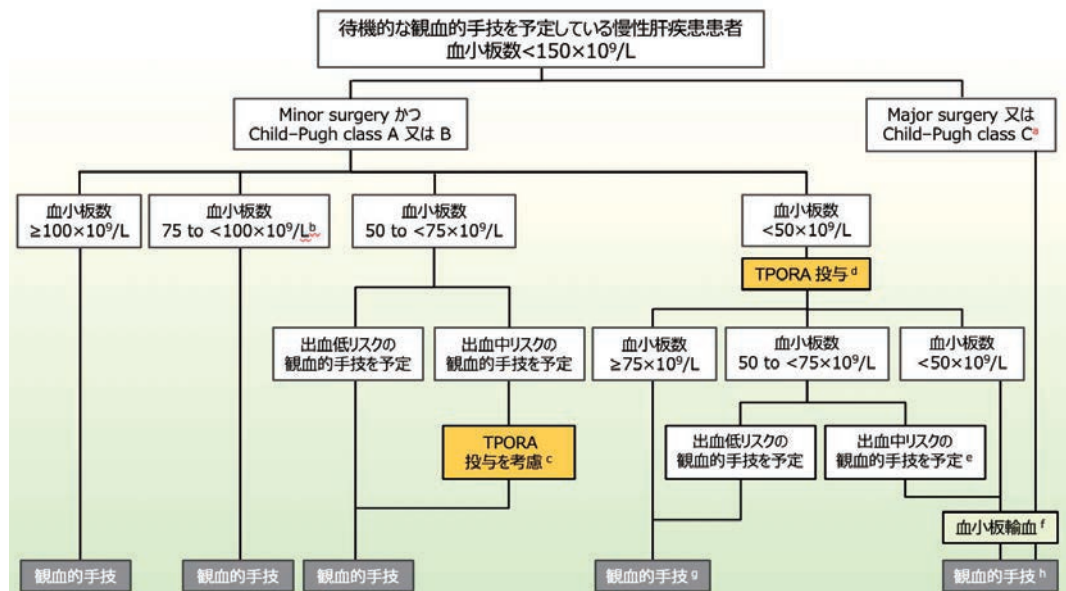 待機的な観血的手技を予定している慢性肝疾患患者
血小板数<150×10⁹/L
Minor surgery かつ
Child–Pugh class A 又は B
Major surgery 又は
Child–Pugh class Cᵃ
血小板数
≥100×10⁹/L
血小板数
75 to <100×10⁹/Lᵇ
血小板数
50 to <75×10⁹/L
血小板数
<50×10⁹/L
TPORA 投与 ᵈ
出血低リスクの
観血的手技を予定
出血中リスクの
観血的手技を予定
血小板数
≥75×10⁹/L
血小板数
50 to <75×10⁹/L
血小板数
<50×10⁹/L
TPORA
投与を考慮 ᶜ
出血低リスクの
観血的手技を予定
出血中リスクの
観血的手技を予定 ᵉ
血小板輸血 ᶠ
観血的手技
観血的手技
観血的手技
観血的手技 ᵍ
観血的手技 ʰ